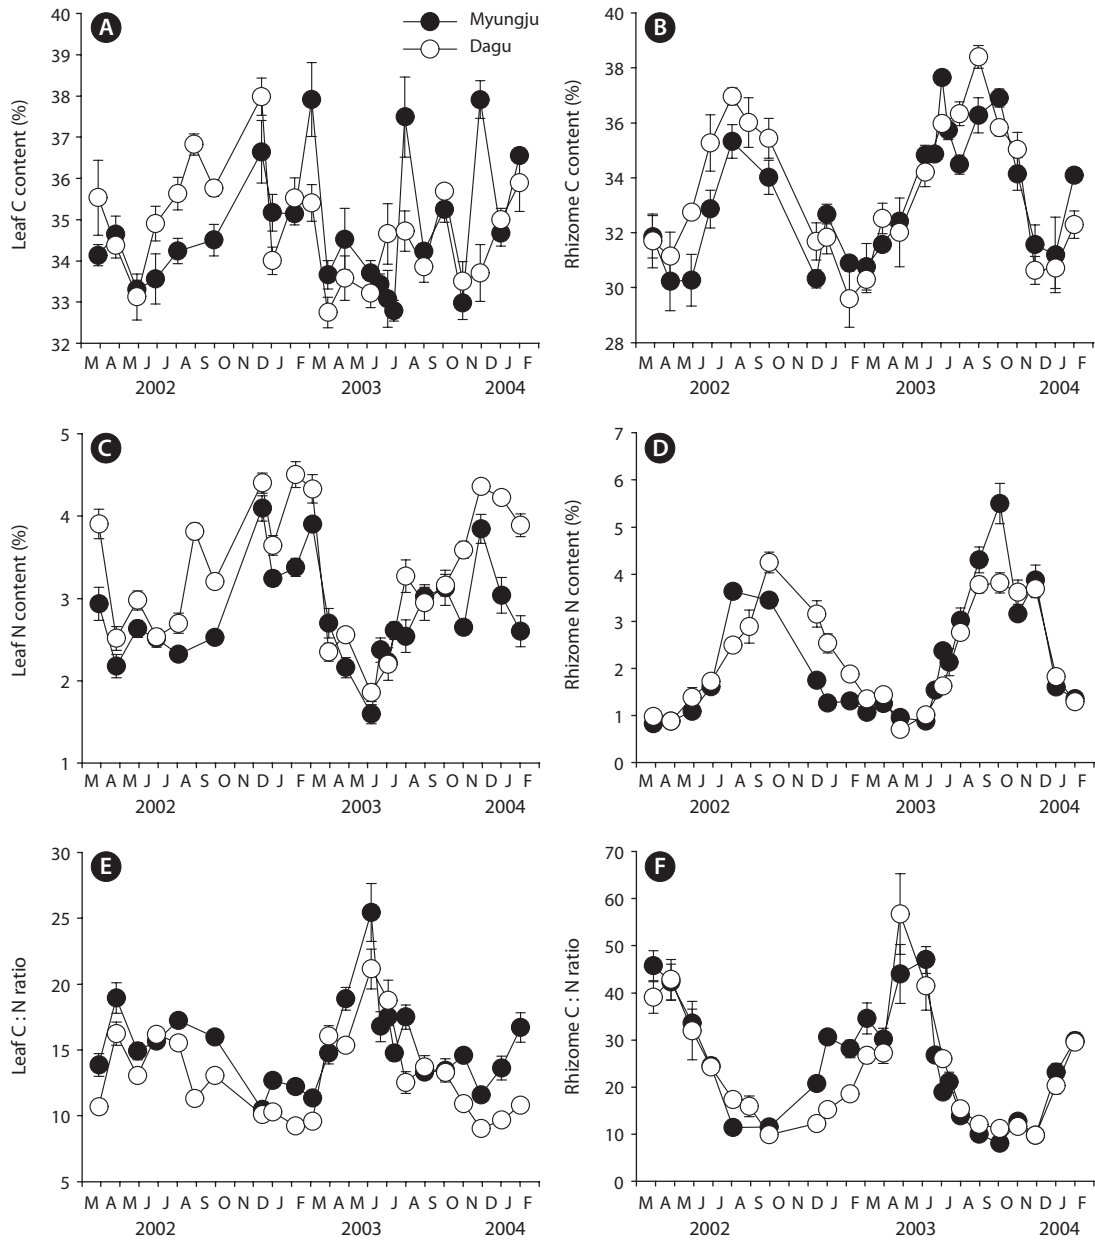 A
Myungju
Dagu
Leaf C content (%)
40
39
38
37
36
35
34
33
32
M A M J J A S O N D J F M A M J J A S O N D J F
2002 2003 2004
B
Rhizome C content (%)
40
38
36
34
32
30
28
M A M J J A S O N D J F M A M J J A S O N D J F
2002 2003 2004
C
Leaf N content (%)
5
4
3
2
1
M A M J J A S O N D J F M A M J J A S O N D J F
2002 2003 2004
D
Rhizome N content (%)
7
6
5
4
3
2
1
0
M A M J J A S O N D J F M A M J J A S O N D J F
2002 2003 2004
E
Leaf C : N ratio
30
25
20
15
10
5
M A M J J A S O N D J F M A M J J A S O N D J F
2002 2003 2004
F
Rhizome C : N ratio
70
60
50
40
30
20
10
0
M A M J J A S O N D J F M A M J J A S O N D J F
2002 2003 2004